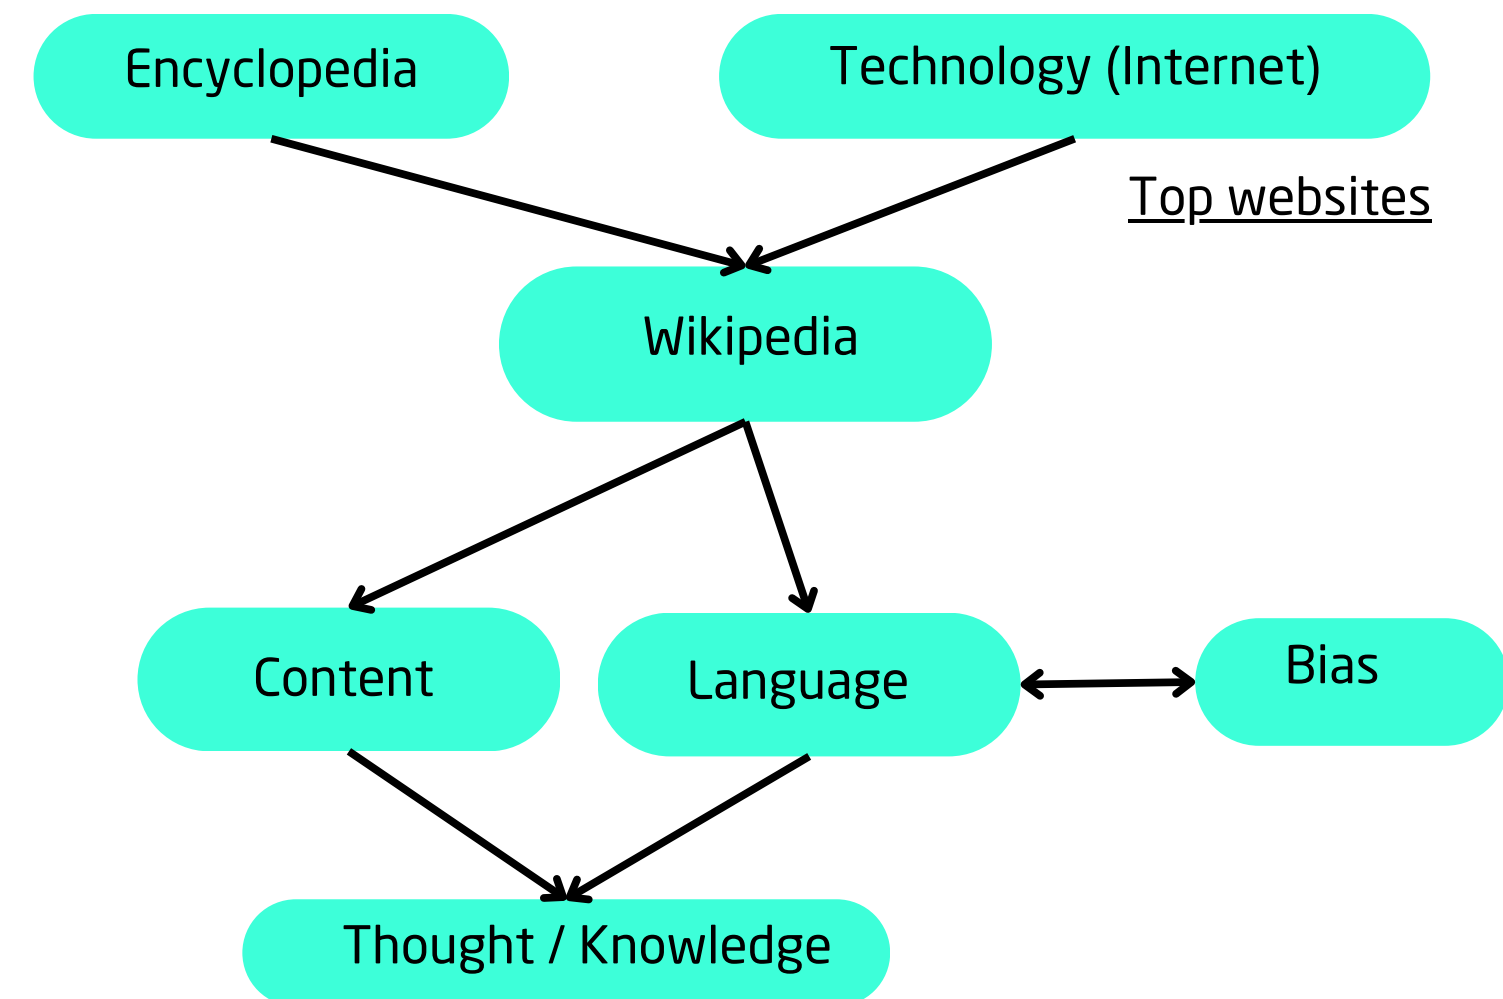 Encyclopedia
Technology (Internet)
Top websites
Wikipedia
Content
Language
Bias
Thought / Knowledge